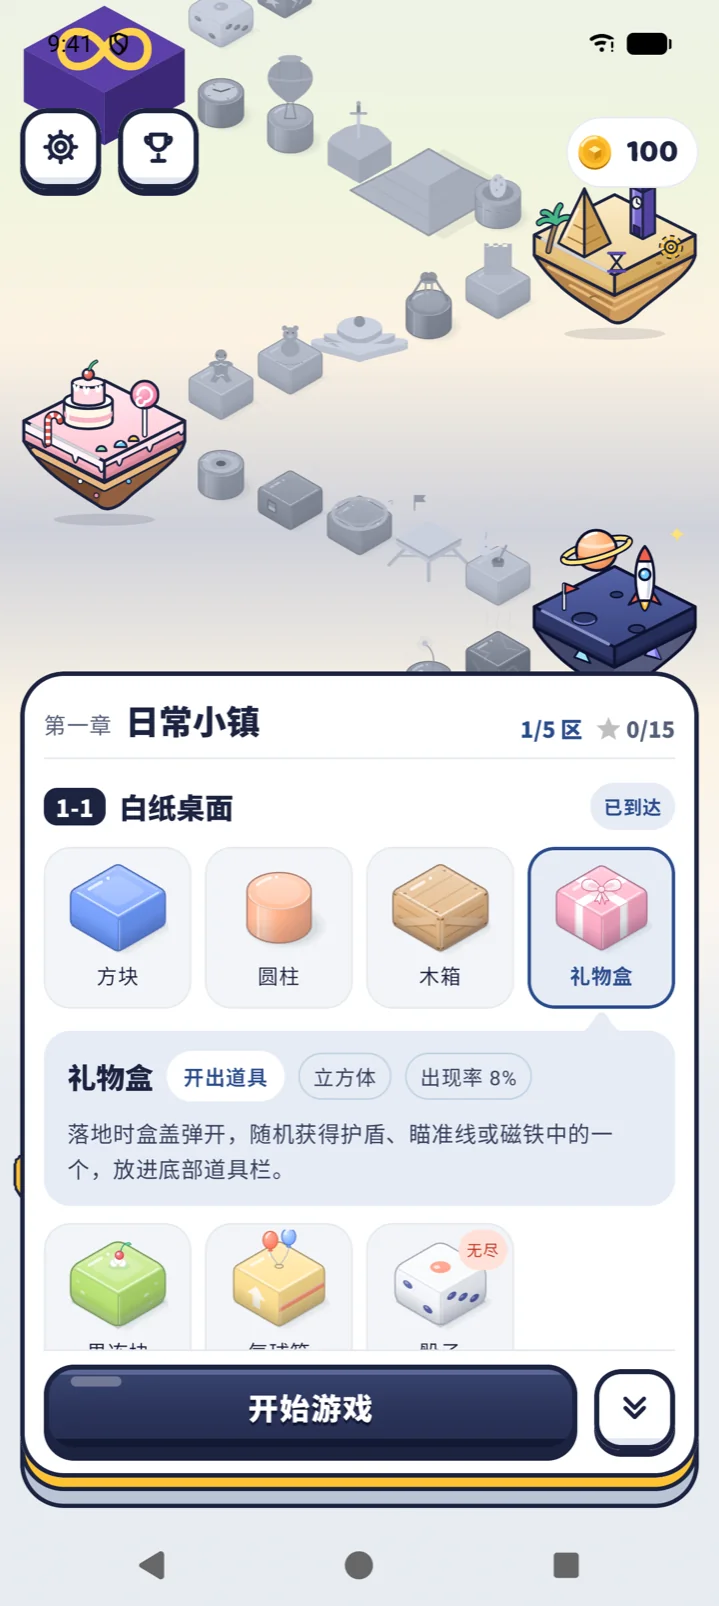 9:41
100
第一章 日常小镇 1/5 区 0/15
1-1 白纸桌面 已到达
方块 圆柱 木箱 礼物盒
礼物盒 开出道具 立方体 出现率 8%
落地时盒盖弹开，随机获得护盾、瞄准线或磁铁中的一
个，放进底部道具栏。
无尽
开始游戏